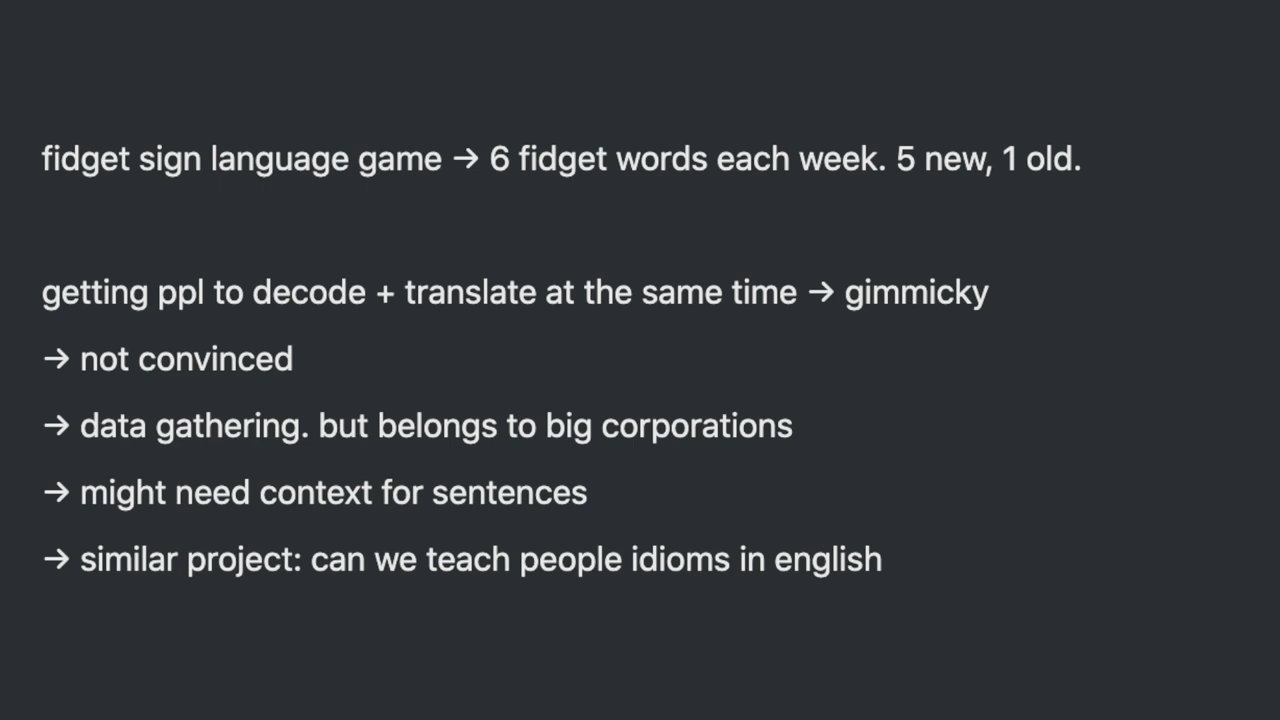 fidget sign language game → 6 fidget words each week. 5 new, 1 old.
getting ppl to decode + translate at the same time → gimmicky
→ not convinced
→ data gathering. but belongs to big corporations
→ might need context for sentences
→ similar project: can we teach people idioms in english